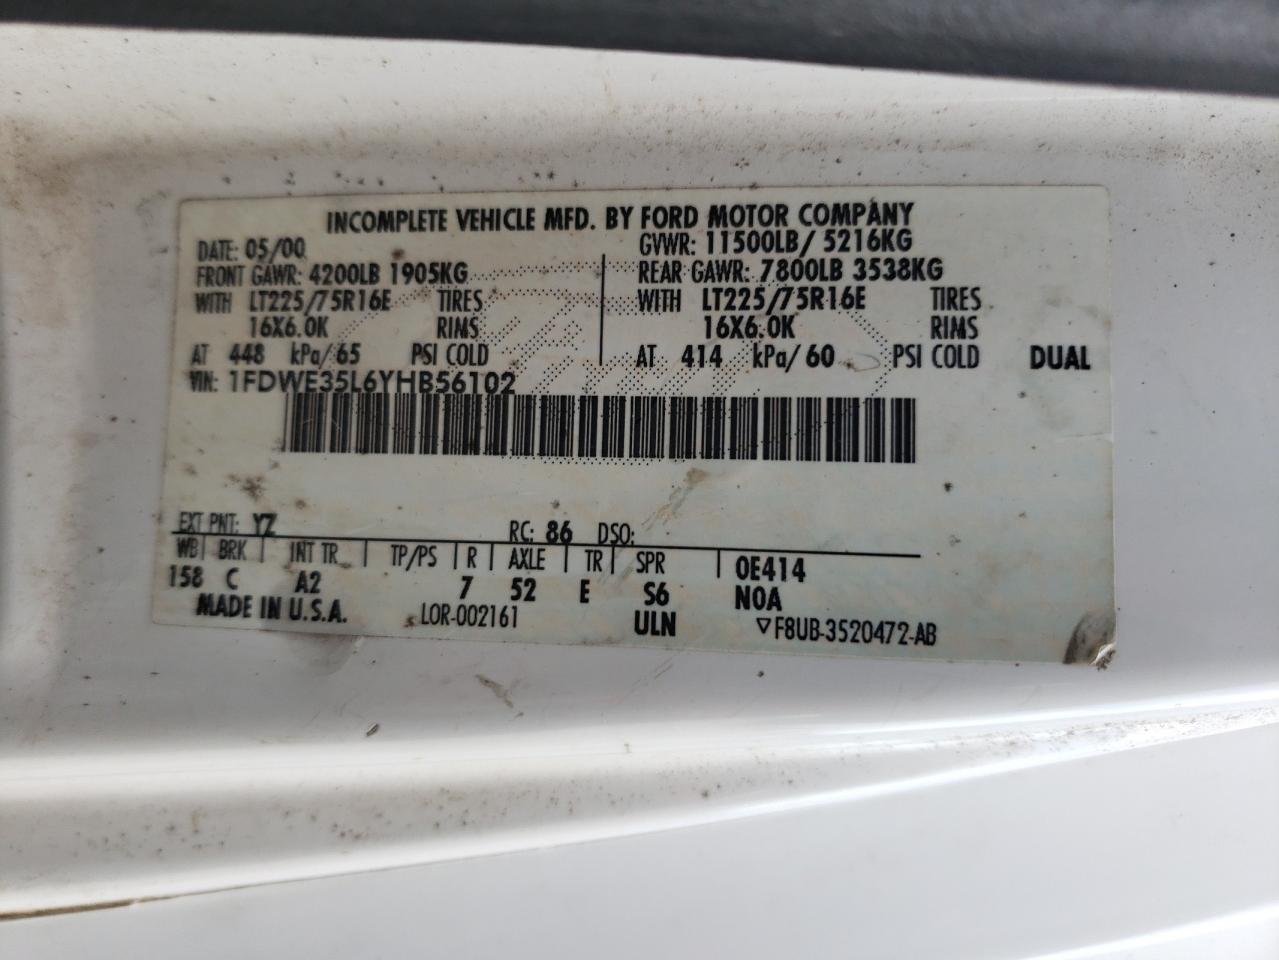 INCOMPLETE VEHICLE MFD. BY FORD MOTOR COMPANY
DATE: 05/00 GVWR: 11500LB/ 5216KG
FRONT GAWR: 4200LB 1905KG REAR GAWR: 7800LB 3538KG
WITH LT225/75R16E TIRES WITH LT225/75R16E TIRES
16X6.0K RIMS 16X6.0K RIMS
AT 448 kPa/65 PSI COLD AT 414 kPa/60 PSI COLD DUAL
VIN: 1FDWE35L6YHB56102
EXT PNT: YZ RC: 86 DSO:
WB BRK INT TR TP/PS R AXLE TR SPR OE414
158 C A2 7 52 E S6 NOA
MADE IN U.S.A. LOR-002161 ULN ▽F8UB-3520472-AB